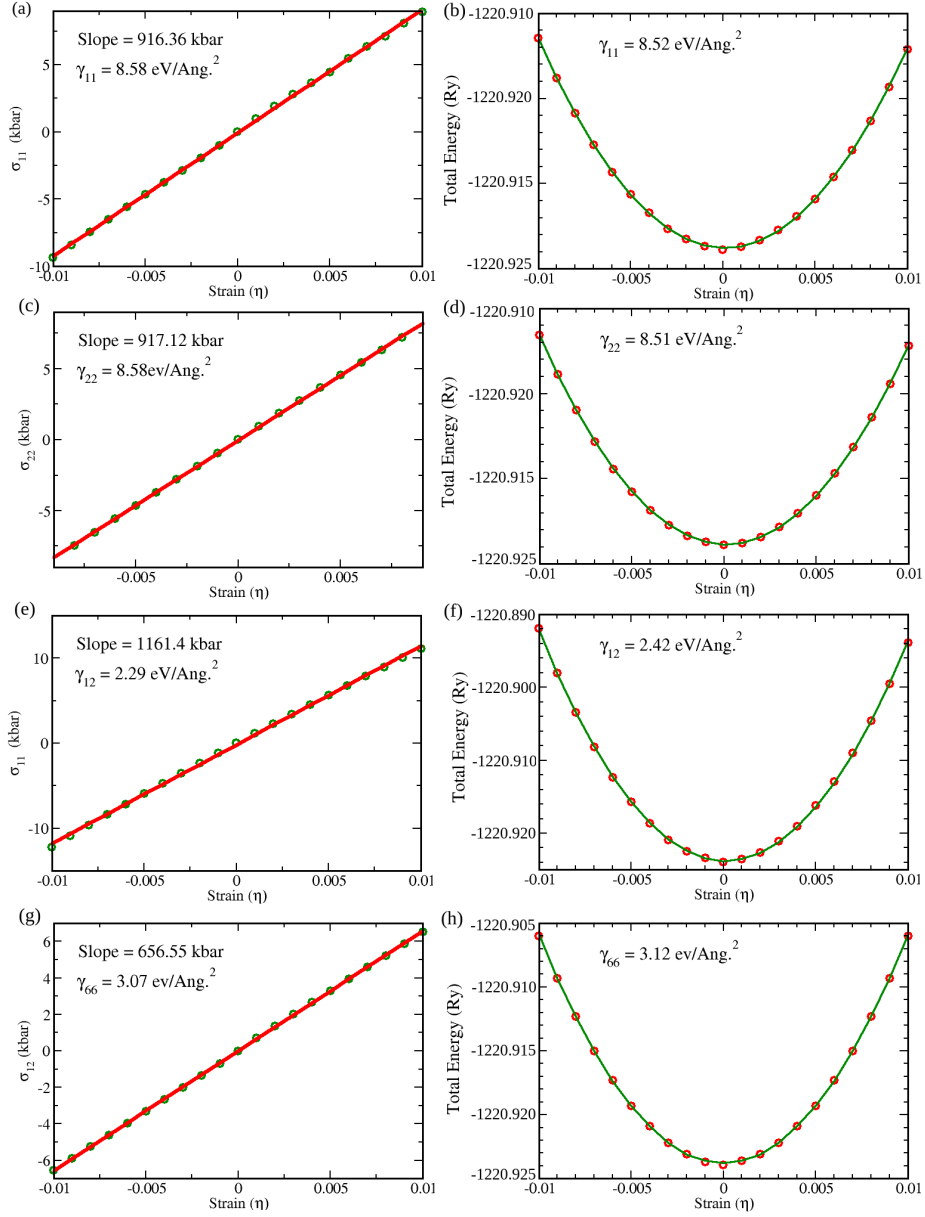 (a)
Slope = 916.36 kbar
γ11 = 8.58 eV/Ang.2
σ11 (kbar)
5
0
-5
-10
-0.01 -0.005 0 0.005 0.01
Strain (η)
(b)
γ11 = 8.52 eV/Ang.2
Total Energy (Ry)
-1220.910
-1220.920
-1220.915
-1220.925
-0.01 -0.005 0 0.005 0.01
Strain (η)
(c)
Slope = 917.12 kbar
γ22 = 8.58ev/Ang.2
σ22 (kbar)
5
0
-5
-0.005 0 0.005
Strain (η)
(d)
γ22 = 8.51 eV/Ang.2
Total Energy (Ry)
-1220.910
-1220.920
-1220.915
-1220.925
-0.01 -0.005 0 0.005 0.01
Strain (η)
(e)
Slope = 1161.4 kbar
γ12 = 2.29 eV/Ang.2
σ11 (kbar)
10
0
-10
-0.01 -0.005 0 0.005 0.01
Strain (η)
(f)
γ12 = 2.42 eV/Ang.2
Total Energy (Ry)
-1220.890
-1220.900
-1220.910
-1220.920
-0.01 -0.005 0 0.005 0.01
Strain (η)
(g)
Slope = 656.55 kbar
γ66 = 3.07 ev/Ang.2
σ12 (kbar)
6
4
2
0
-2
-4
-6
-0.01 -0.005 0 0.005 0.01
Strain (η)
(h)
γ66 = 3.12 ev/Ang.2
Total Energy (Ry)
-1220.905
-1220.910
-1220.915
-1220.920
-1220.925
-0.01 -0.005 0 0.005 0.01
Strain (η)